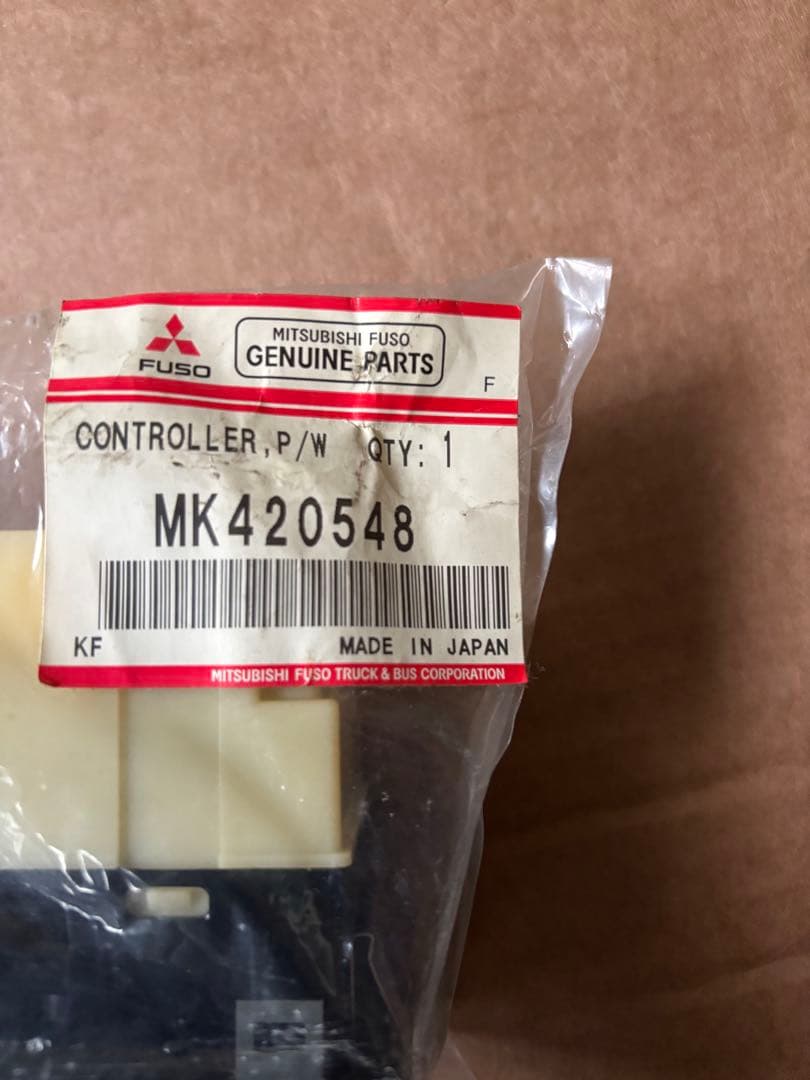 FUSO
MITSUBISHI FUSO
GENUINE PARTS
F
CONTROLLER,P/W QTY: 1
MK420548
KF MADE IN JAPAN
MITSUBISHI FUSO TRUCK & BUS CORPORATION